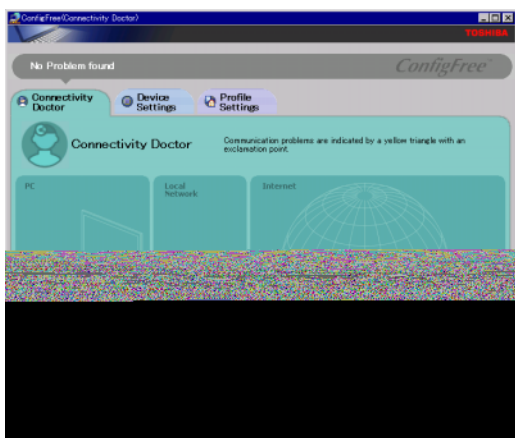 ConfigFree(Connectivity Doctor)
TOSHIBA
No Problem found
ConfigFree
Connectivity
Doctor
Device
Settings
Profile
Settings
Connectivity Doctor
Communication problems are indicated by a yellow triangle with an
exclamation point.
PC
Local
Network
Internet